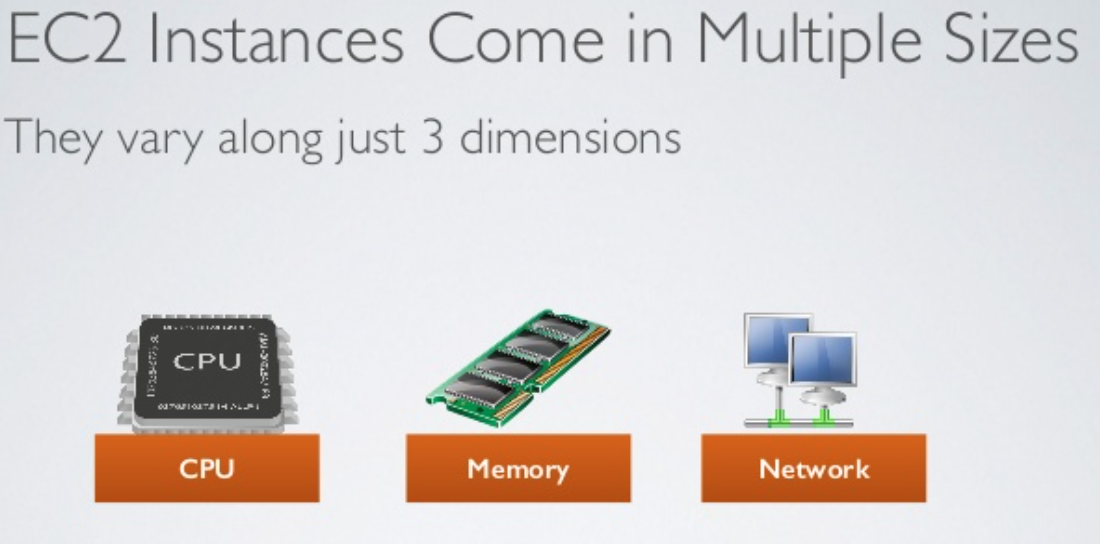 EC2 Instances Come in Multiple Sizes
They vary along just 3 dimensions
CPU
CPU
Memory
Network